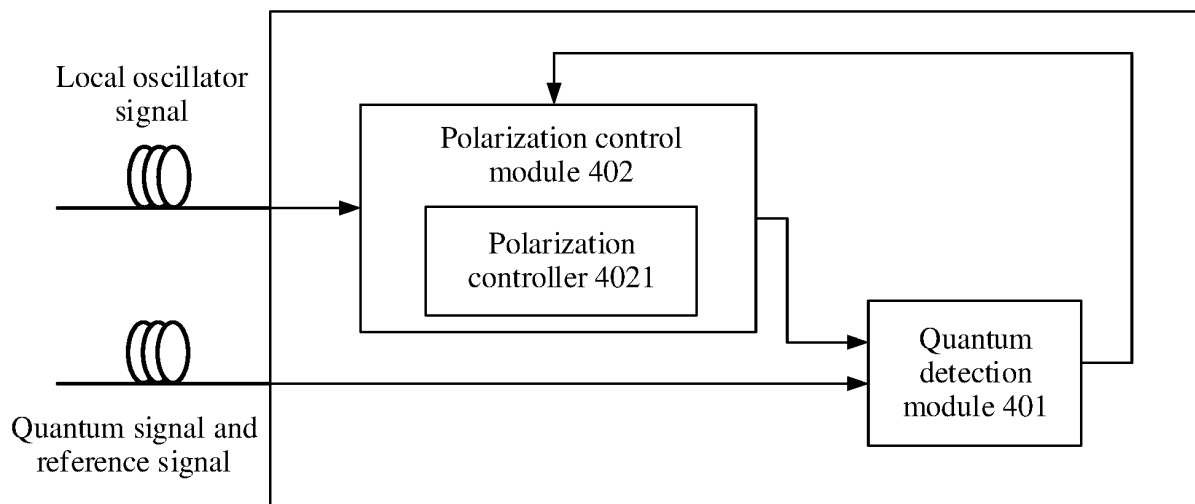 Local oscillator
signal
Polarization control
module 402
Polarization
controller 4021
Quantum
detection
module 401
Quantum signal and
reference signal